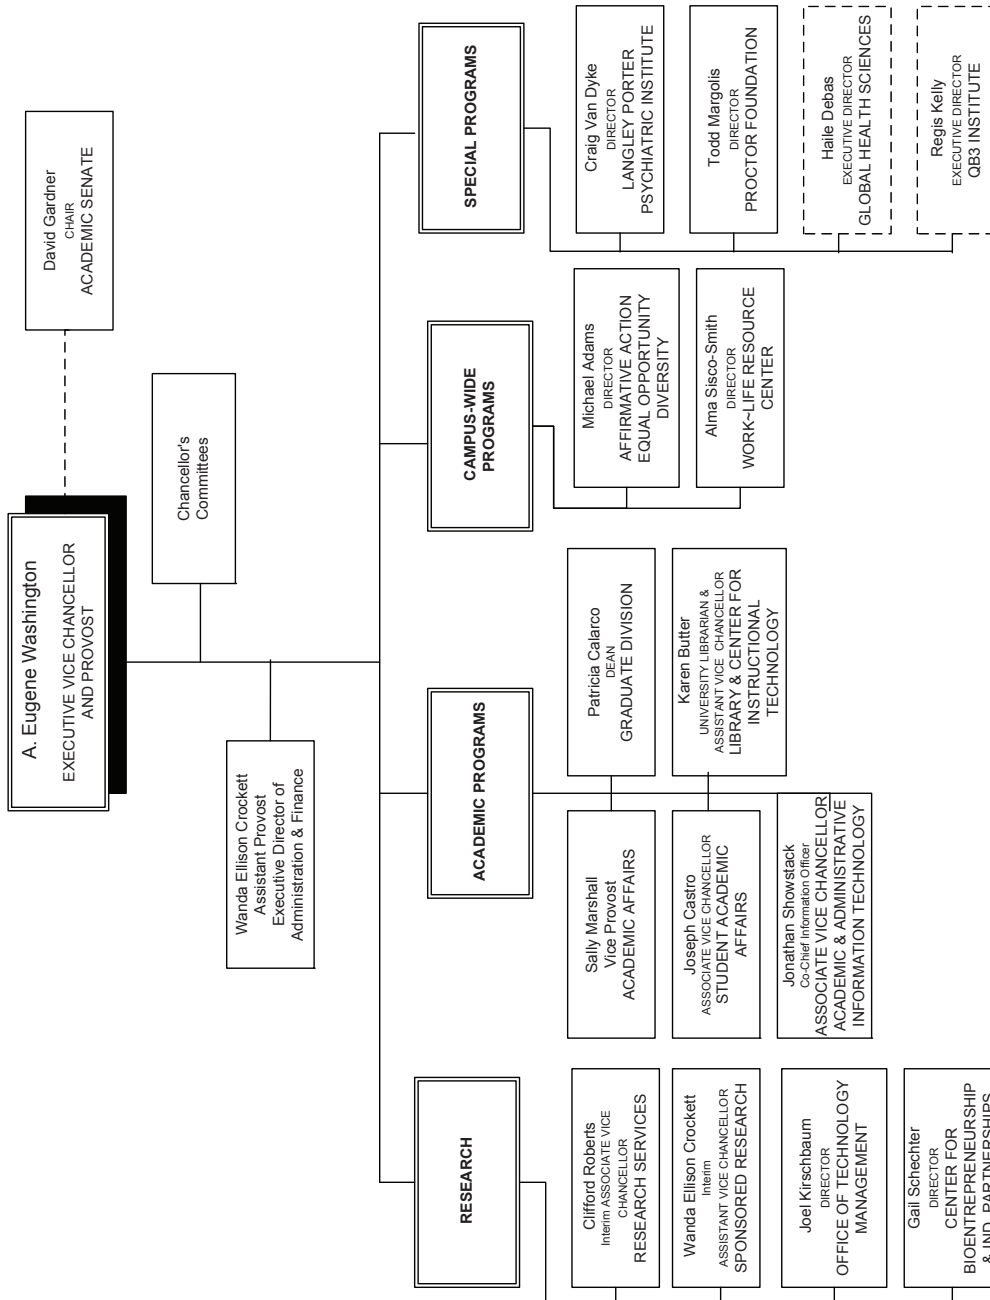 A. Eugene Washington
EXECUTIVE VICE CHANCELLOR
AND PROVOST
David Gardner
CHAIR
ACADEMIC SENATE
Chancellor's
Committees
Wanda Ellison Crockett
Assistant Provost
Executive Director of
Administration & Finance
RESEARCH
Clifford Roberts
Interim ASSOCIATE VICE
CHANCELLOR
RESEARCH SERVICES
Wanda Ellison Crockett
Interim
ASSISTANT VICE CHANCELLOR
SPONSORED RESEARCH
Joel Kirschbaum
DIRECTOR
OFFICE OF TECHNOLOGY
MANAGEMENT
Gail Schechter
DIRECTOR
CENTER FOR
BIOENTREPRENEURSHIP
& IND. PARTNERSHIPS
ACADEMIC PROGRAMS
Sally Marshall
Vice Provost
ACADEMIC AFFAIRS
Patricia Calarco
DEAN
GRADUATE DIVISION
Joseph Castro
ASSOCIATE VICE CHANCELLOR
STUDENT ACADEMIC
AFFAIRS
Karen Butter
UNIVERSITY LIBRARIAN &
ASSISTANT VICE CHANCELLOR
LIBRARY & CENTER FOR
INSTRUCTIONAL
TECHNOLOGY
Jonathan Showstack
Co-Chief Information Officer
ASSOCIATE VICE CHANCELLOR
ACADEMIC & ADMINISTRATIVE
INFORMATION TECHNOLOGY
CAMPUS-WIDE
PROGRAMS
Michael Adams
DIRECTOR
AFFIRMATIVE ACTION
EQUAL OPPORTUNITY
DIVERSITY
Alma Sisco-Smith
DIRECTOR
WORK~LIFE RESOURCE
CENTER
SPECIAL PROGRAMS
Craig Van Dyke
DIRECTOR
LANGLEY PORTER
PSYCHIATRIC INSTITUTE
Todd Margolis
DIRECTOR
PROCTOR FOUNDATION
Haile Debas
EXECUTIVE DIRECTOR
GLOBAL HEALTH SCIENCES
Regis Kelly
EXECUTIVE DIRECTOR
QB3 INSTITUTE